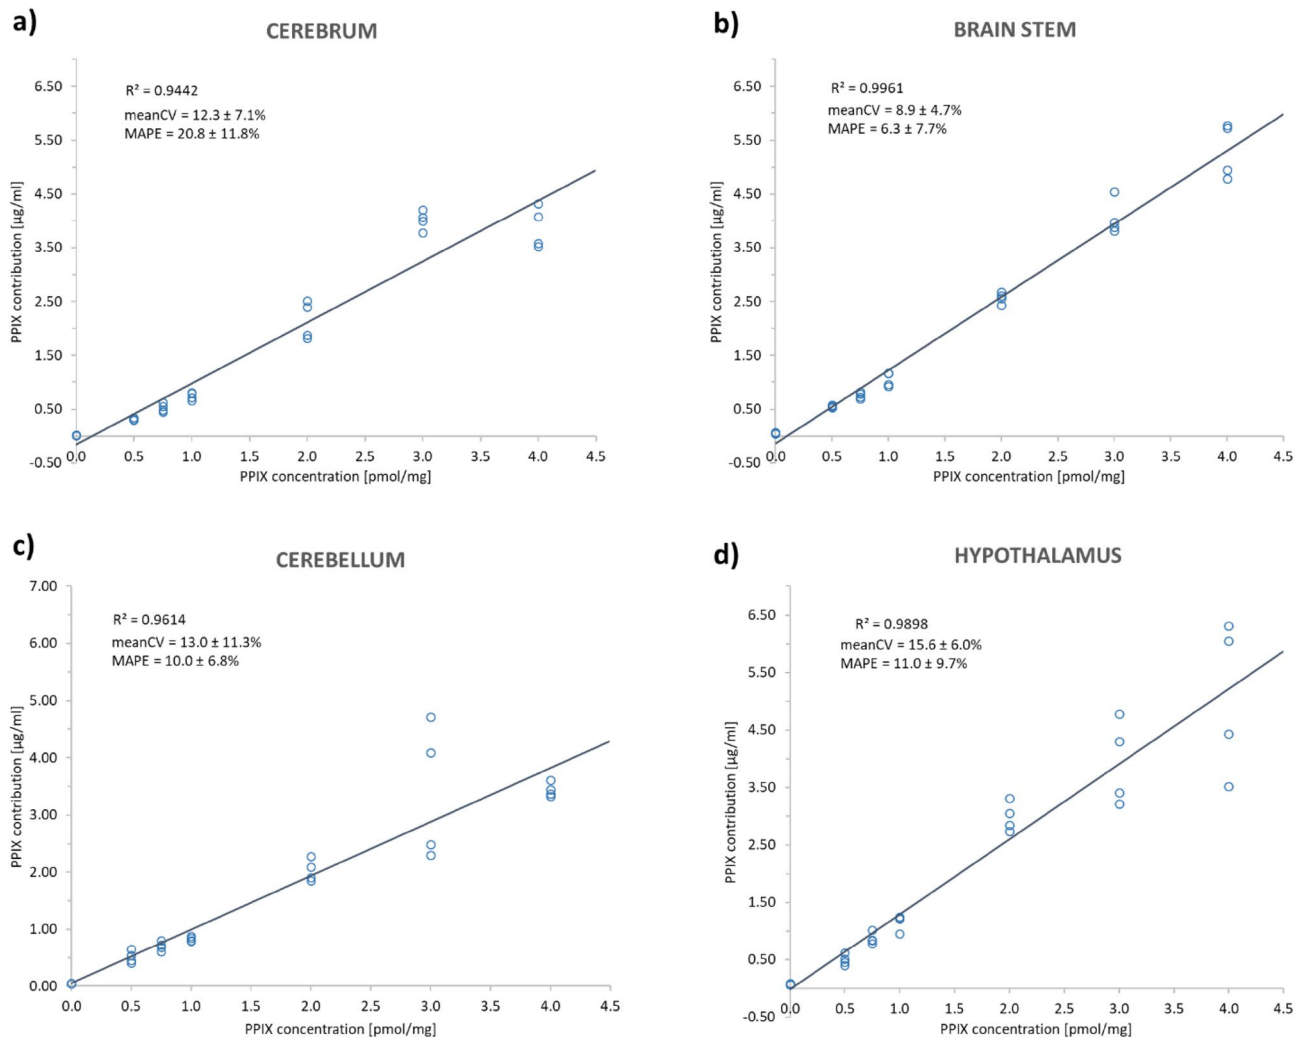 a)
CEREBRUM
R² = 0.9442
meanCV = 12.3 ± 7.1%
MAPE = 20.8 ± 11.8%
PPIX contribution [µg/ml]
6.50
5.50
4.50
3.50
2.50
1.50
0.50
-0.50
0.0 0.5 1.0 1.5 2.0 2.5 3.0 3.5 4.0 4.5
PPIX concentration [pmol/mg]
b)
BRAIN STEM
R² = 0.9961
meanCV = 8.9 ± 4.7%
MAPE = 6.3 ± 7.7%
PPIX contribution [µg/ml]
6.50
5.50
4.50
3.50
2.50
1.50
0.50
-0.50
0.0 0.5 1.0 1.5 2.0 2.5 3.0 3.5 4.0 4.5
PPIX concentration [pmol/mg]
c)
CEREBELLUM
R² = 0.9614
meanCV = 13.0 ± 11.3%
MAPE = 10.0 ± 6.8%
PPIX contribution [µg/ml]
7.00
6.00
5.00
4.00
3.00
2.00
1.00
0.00
0.0 0.5 1.0 1.5 2.0 2.5 3.0 3.5 4.0 4.5
PPIX concentration [pmol/mg]
d)
HYPOTHALAMUS
R² = 0.9898
meanCV = 15.6 ± 6.0%
MAPE = 11.0 ± 9.7%
PPIX contribution [µg/ml]
6.50
5.50
4.50
3.50
2.50
1.50
0.50
-0.50
0.0 0.5 1.0 1.5 2.0 2.5 3.0 3.5 4.0 4.5
PPIX concentration [pmol/mg]